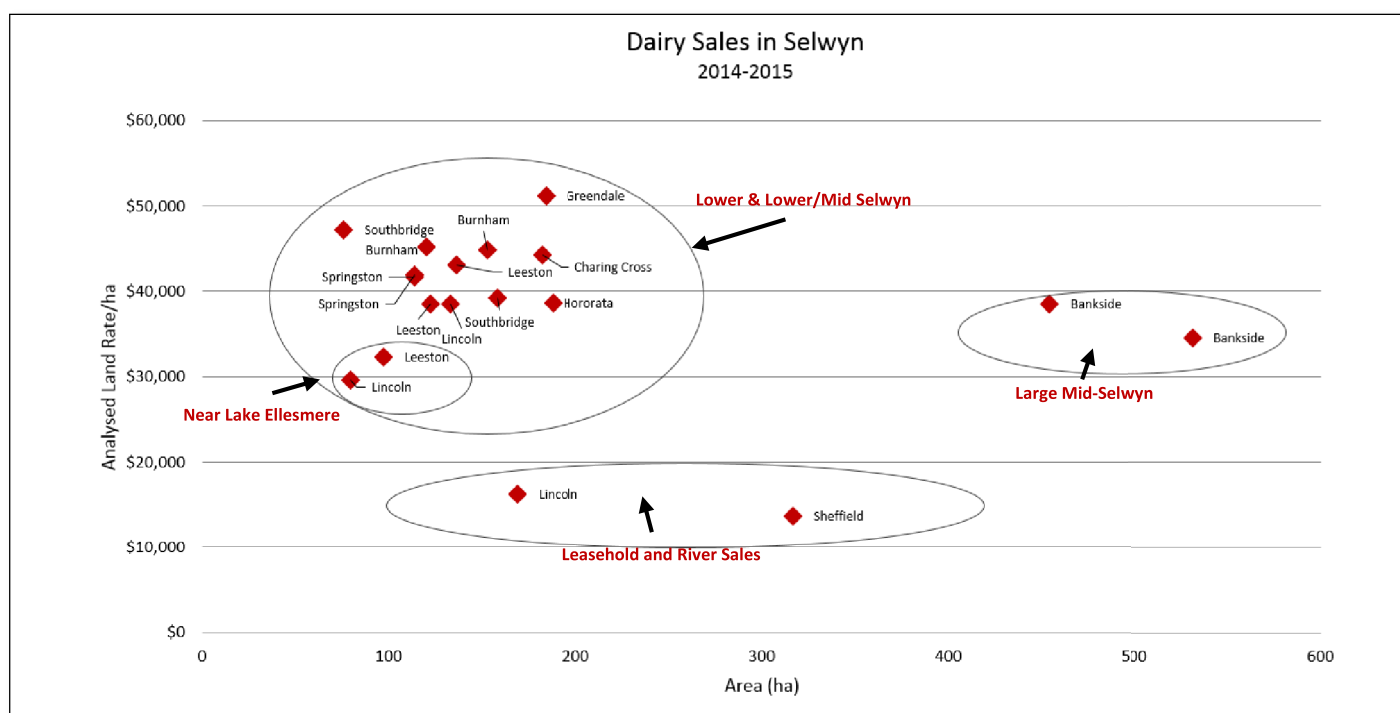 Dairy Sales in Selwyn
2014-2015
Analysed Land Rate/ha
$60,000
$50,000
$40,000
$30,000
$20,000
$10,000
$0
Greendale
Lower & Lower/Mid Selwyn
Burnham
Southbridge
Burnham
Charing Cross
Leeston
Springston
Springston
Hororata
Southbridge
Leeston
Lincoln
Bankside
Bankside
Leeston
Lincoln
Large Mid-Selwyn
Near Lake Ellesmere
Lincoln
Sheffield
Leasehold and River Sales
0
100
200
300
400
500
600
Area (ha)